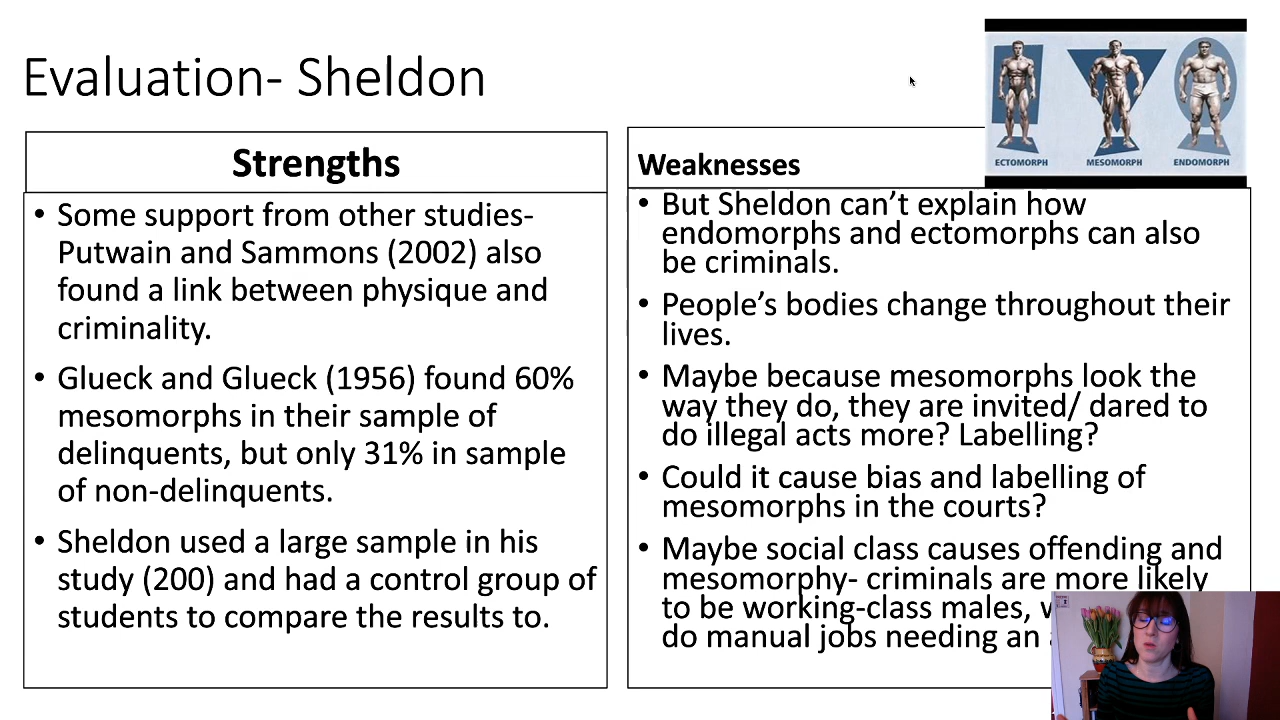 Evaluation- Sheldon
ECTOMORPH MESOMORPH ENDOMORPH
Strengths
• Some support from other studies-
Putwain and Sammons (2002) also
found a link between physique and
criminality.
• Glueck and Glueck (1956) found 60%
mesomorphs in their sample of
delinquents, but only 31% in sample
of non-delinquents.
• Sheldon used a large sample in his
study (200) and had a control group of
students to compare the results to.
Weaknesses
• But Sheldon can’t explain how
endomorphs and ectomorphs can also
be criminals.
• People’s bodies change throughout their
lives.
• Maybe because mesomorphs look the
way they do, they are invited/ dared to
do illegal acts more? Labelling?
• Could it cause bias and labelling of
mesomorphs in the courts?
• Maybe social class causes offending and
mesomorphy- criminals are more likely
to be working-class males,
do manual jobs needing an